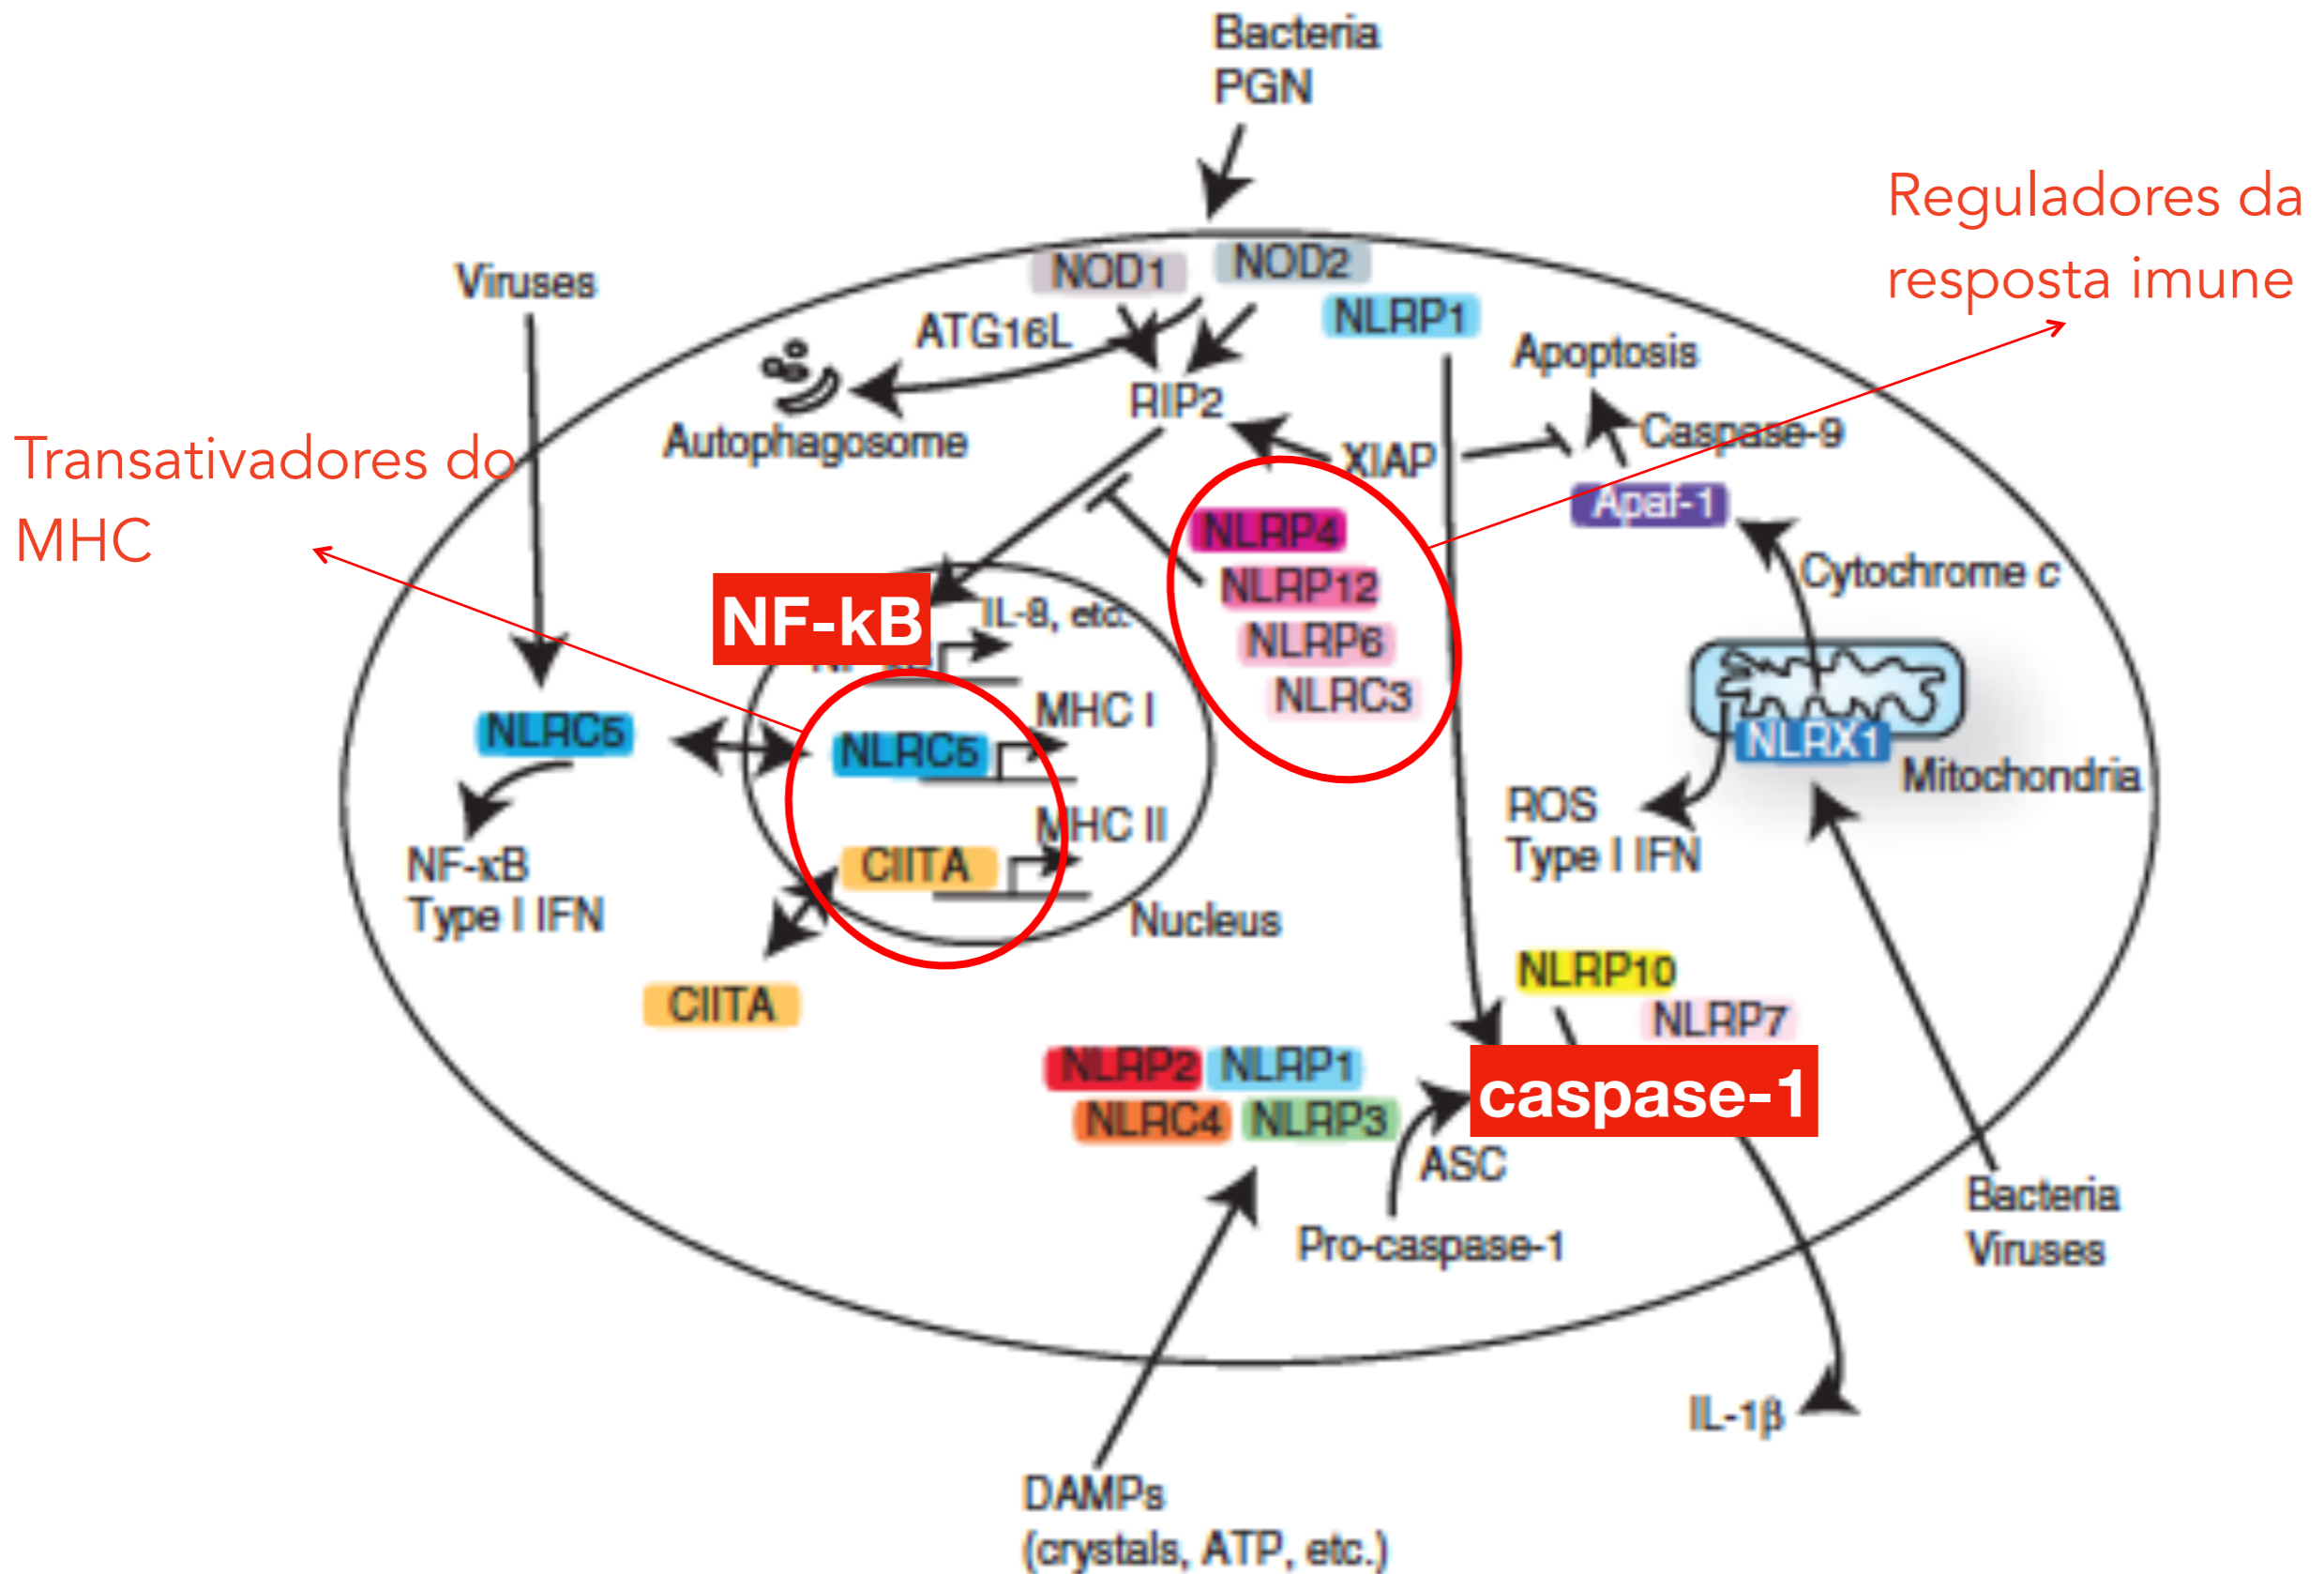 Bacteria
PGN
Reguladores da
resposta imune
Viruses
NOD1
NOD2
NLRP1
ATG16L
Apoptosis
RIP2
Autophagosome
XIAP
Caspase-9
Transativadores do
MHC
Apaf-1
NLRP4
NLRP12
NLRP6
NLRC3
Cytochrome c
NF-kB
IL-8, etc.
MHC I
NLRC5
NLRC5
MHC II
CIITA
Nucleus
NF-κB
Type I IFN
CIITA
NLRX1
Mitochondria
ROS
Type I IFN
NLRP10
NLRP7
NLRP2
NLRP1
NLRC4
NLRP3
caspase-1
ASC
Pro-caspase-1
Bacteria
Viruses
IL-1β
DAMPs
(crystals, ATP, etc.)